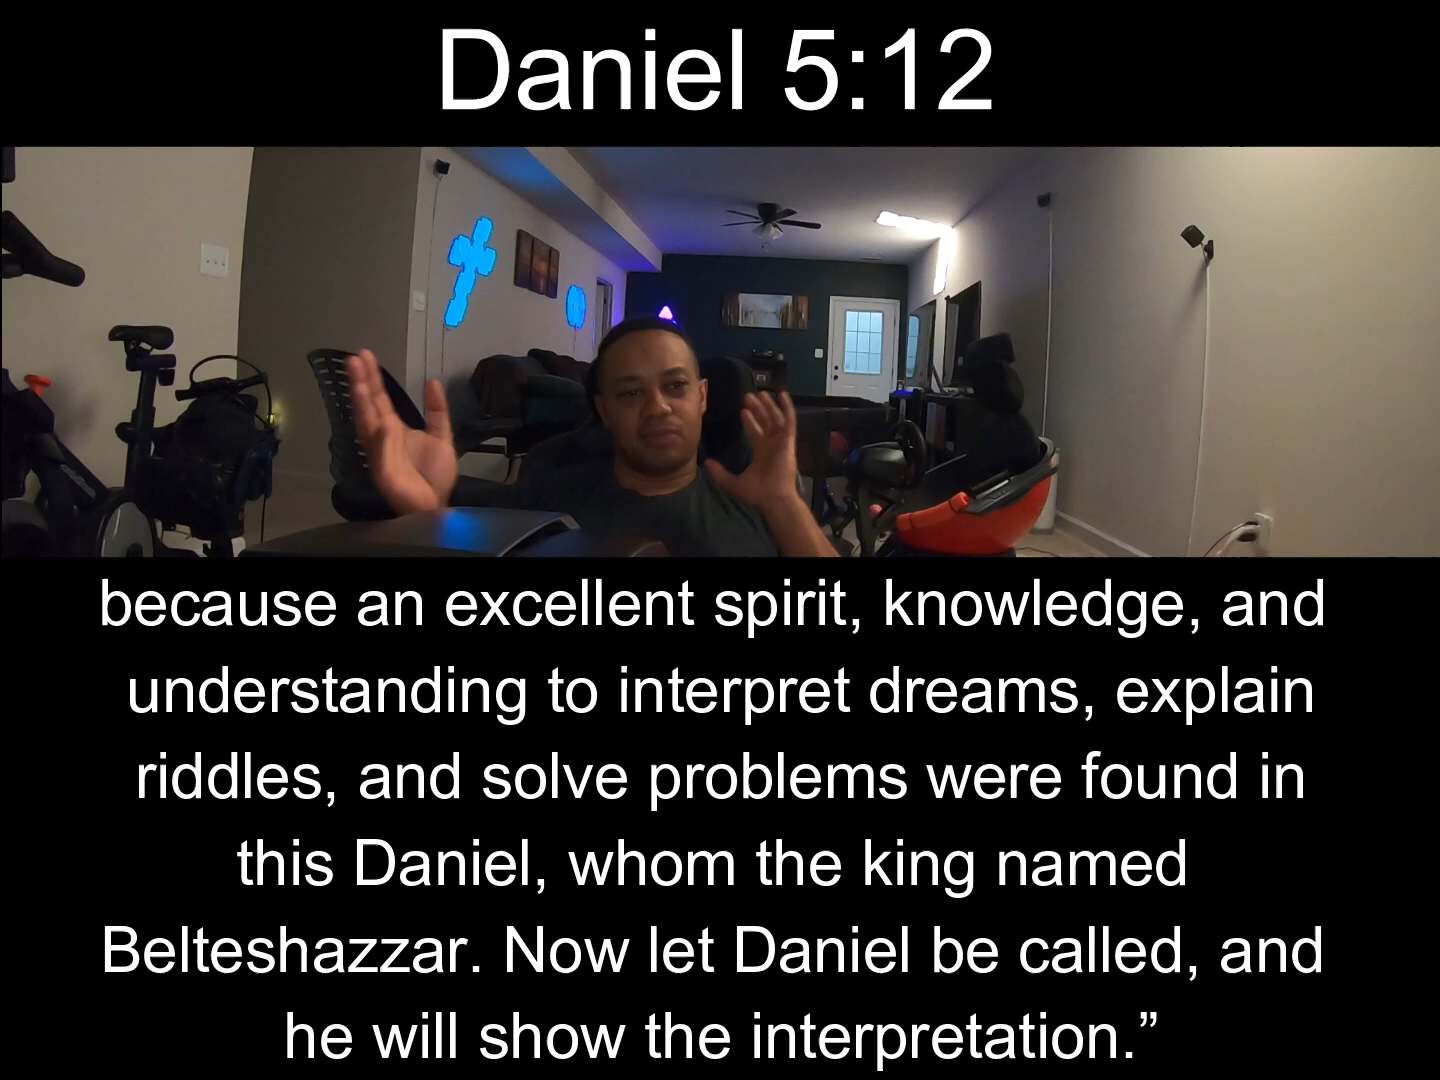 Daniel 5:12
because an excellent spirit, knowledge, and
understanding to interpret dreams, explain
riddles, and solve problems were found in
this Daniel, whom the king named
Belteshazzar. Now let Daniel be called, and
he will show the interpretation.”